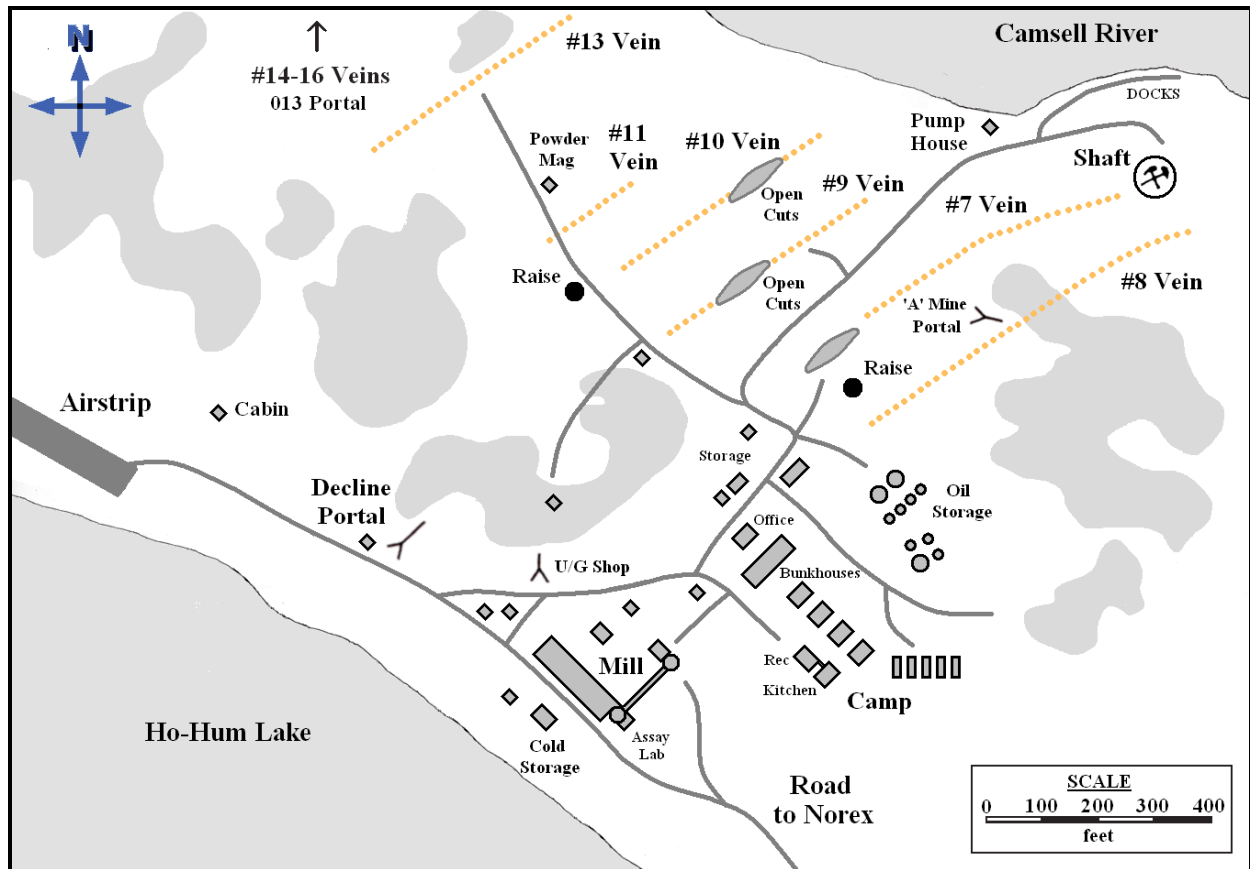 N
#14-16 Veins
013 Portal
#13 Vein
Camsell River
DOCKS
Pump
House
Shaft
Powder
Mag
#11
Vein
#10 Vein
Open
Cuts
#9 Vein
#7 Vein
Raise
Open
Cuts
'A' Mine
Portal
#8 Vein
Raise
Airstrip
Cabin
Storage
Decline
Portal
Oil
Storage
Office
U/G Shop
Bunkhouses
Mill
Rec
Kitchen
Camp
Ho-Hum Lake
Cold
Storage
Assay
Lab
Road
to Norex
SCALE
0 100 200 300 400
feet